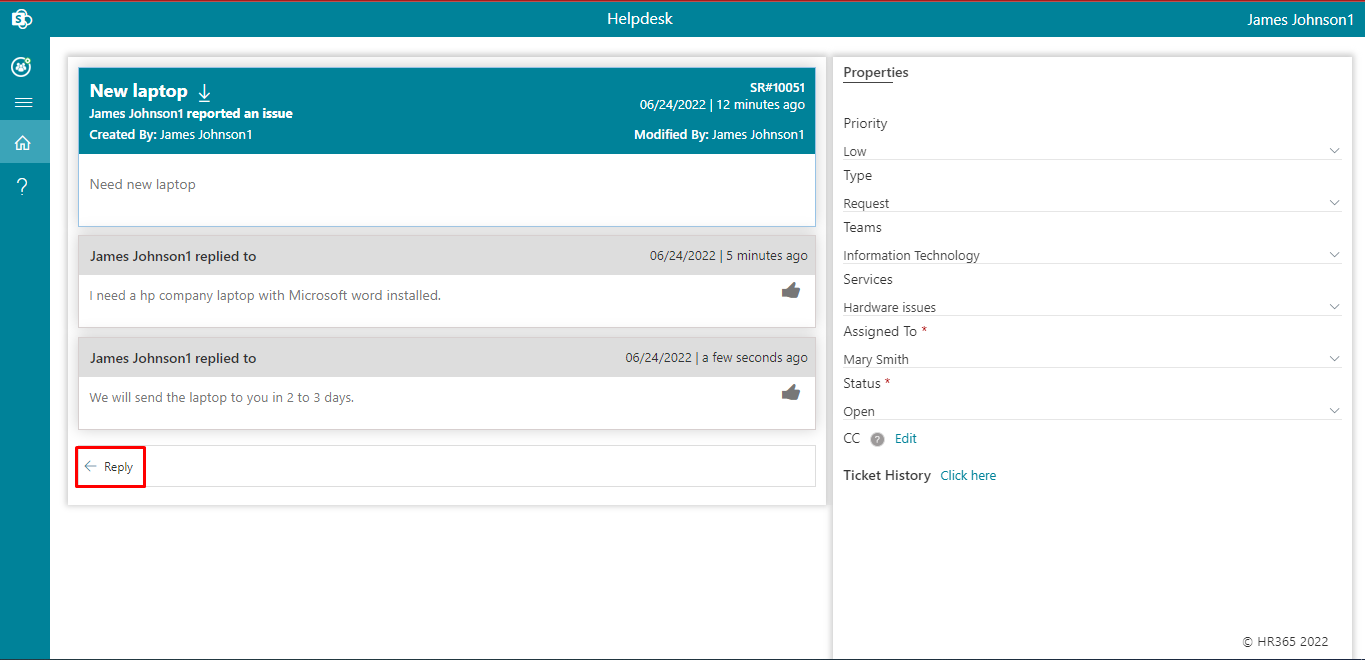 Helpdesk
James Johnson1
New laptop
SR#10051
James Johnson1 reported an issue
06/24/2022 | 12 minutes ago
Created By: James Johnson1
Modified By: James Johnson1
Need new laptop
James Johnson1 replied to
06/24/2022 | 5 minutes ago
I need a hp company laptop with Microsoft word installed.
James Johnson1 replied to
06/24/2022 | a few seconds ago
We will send the laptop to you in 2 to 3 days.
Reply
Properties
Priority
Low
Type
Request
Teams
Information Technology
Services
Hardware issues
Assigned To *
Mary Smith
Status *
Open
CC ? Edit
Ticket History Click here
© HR365 2022